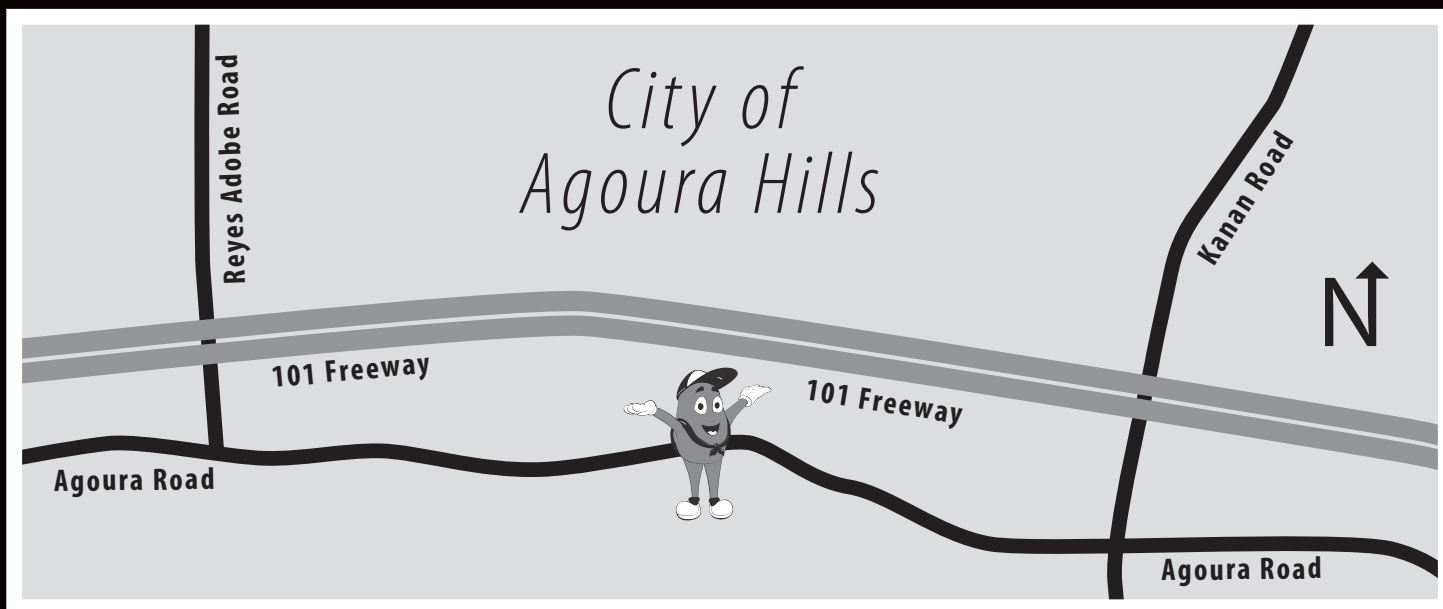 City of
Agoura Hills
Reyes Adobe Road
Kanan Road
N
101 Freeway
101 Freeway
Agoura Road
Agoura Road